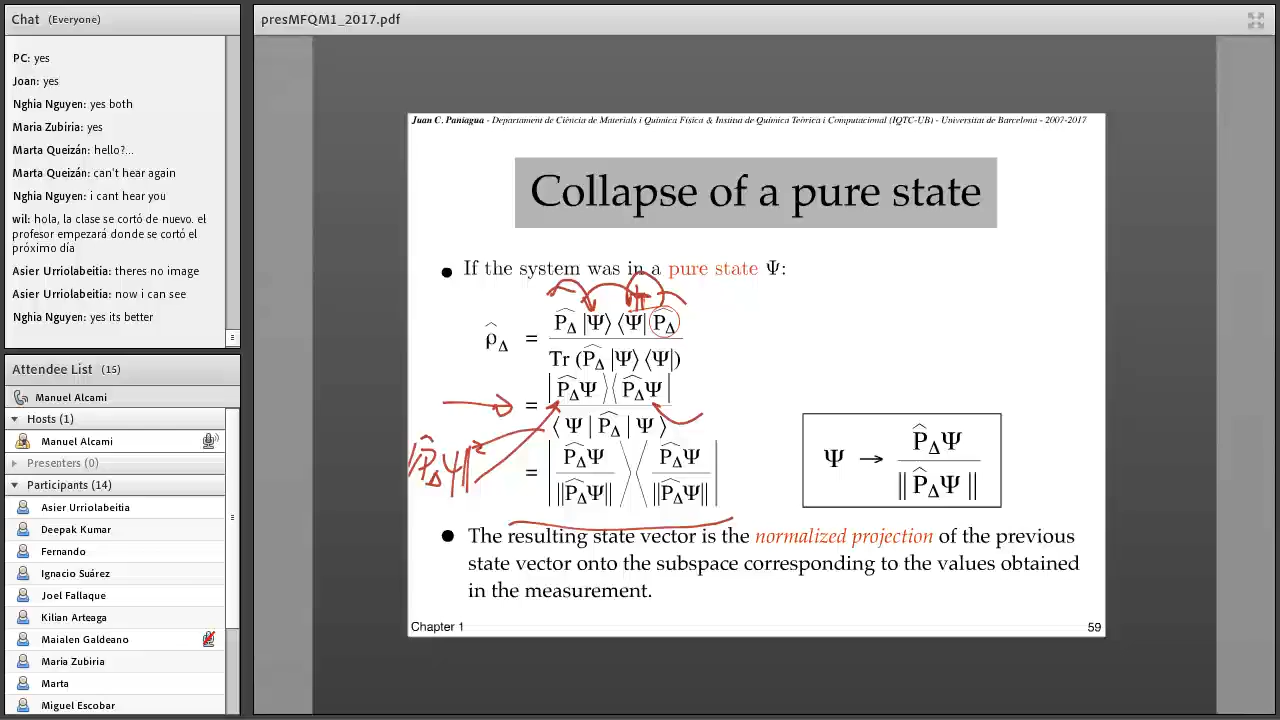 Chat (Everyone)
PC: yes
Joan: yes
Nghia Nguyen: yes both
Maria Zubiria: yes
Marta Queizán: hello?...
Marta Queizán: can't hear again
Nghia Nguyen: i cant hear you
wil: hola, la clase se cortó de nuevo. el
profesor empezará donde se cortó el
próximo día
Asier Urriolabeitia: theres no image
Asier Urriolabeitia: now i can see
Nghia Nguyen: yes its better
Attendee List (15)
Manuel Alcami
Hosts (1)
Manuel Alcami
Presenters (0)
Participants (14)
Asier Urriolabeitia
Deepak Kumar
Fernando
Ignacio Suárez
Joel Fallaque
Kilian Arteaga
Maialen Galdeano
Maria Zubiria
Marta
Miguel Escobar
presMFQM1_2017.pdf
Juan C. Paniagua - Departament de Ciència de Materials i Química Física & Institut de Química Teòrica i Computacional (IQTC-UB) - Universitat de Barcelona - 2007-2017
Collapse of a pure state
● If the system was in a pure state Ψ:
P̂Δ |Ψ⟩ ⟨Ψ| P̂Δ
ρ̂Δ =
Tr (P̂Δ |Ψ⟩ ⟨Ψ|)
= |P̂ΔΨ⟩⟨P̂ΔΨ|
⟨ Ψ | P̂Δ | Ψ ⟩
‖P̂ΔΨ‖²
= | P̂ΔΨ ⟩⟨ P̂ΔΨ |
‖P̂ΔΨ‖ ‖P̂ΔΨ‖
Ψ → P̂ΔΨ
‖ P̂ΔΨ ‖
● The resulting state vector is the normalized projection of the previous
state vector onto the subspace corresponding to the values obtained
in the measurement.
Chapter 1
59